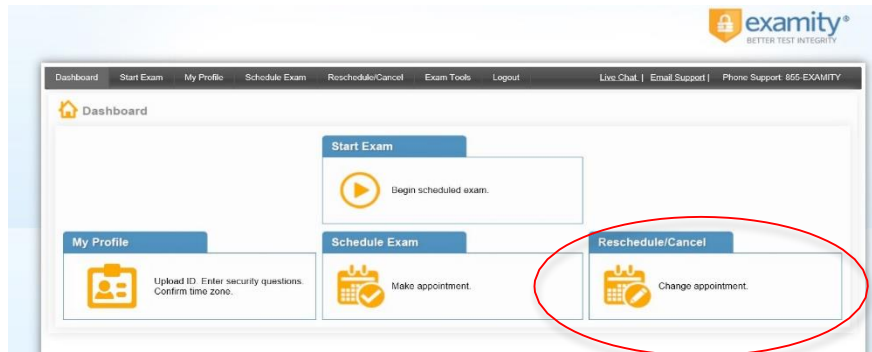 examity®
BETTER TEST INTEGRITY
Dashboard Start Exam My Profile Schedule Exam Reschedule/Cancel Exam Tools Logout Live Chat | Email Support | Phone Support 855-EXAMITY
Dashboard
Start Exam
Begin scheduled exam.
My Profile
Upload ID. Enter security questions.
Confirm time zone.
Schedule Exam
Make appointment.
Reschedule/Cancel
Change appointment.